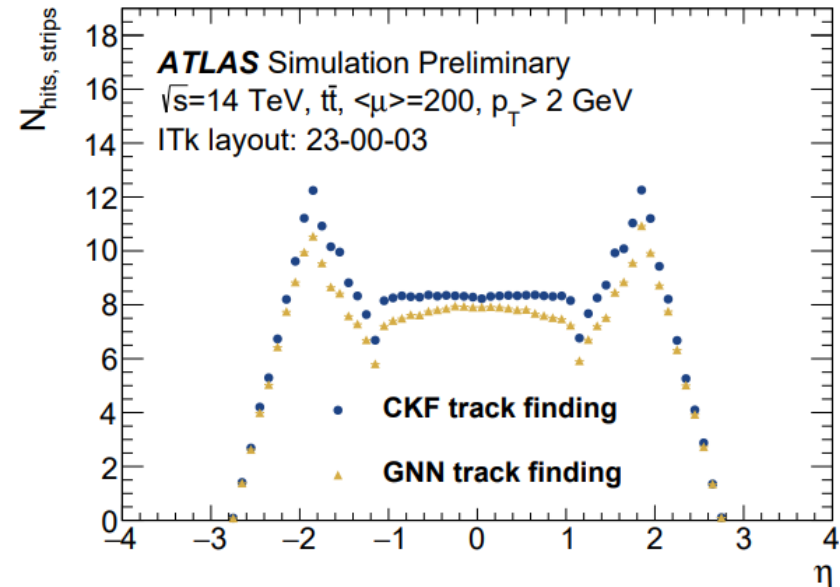 N_hits, strips
18
16
14
12
10
8
6
4
2
0
ATLAS Simulation Preliminary
√s=14 TeV, tt̄, <μ>=200, p_T> 2 GeV
ITk layout: 23-00-03
CKF track finding
GNN track finding
−4 −3 −2 −1 0 1 2 3 4
η